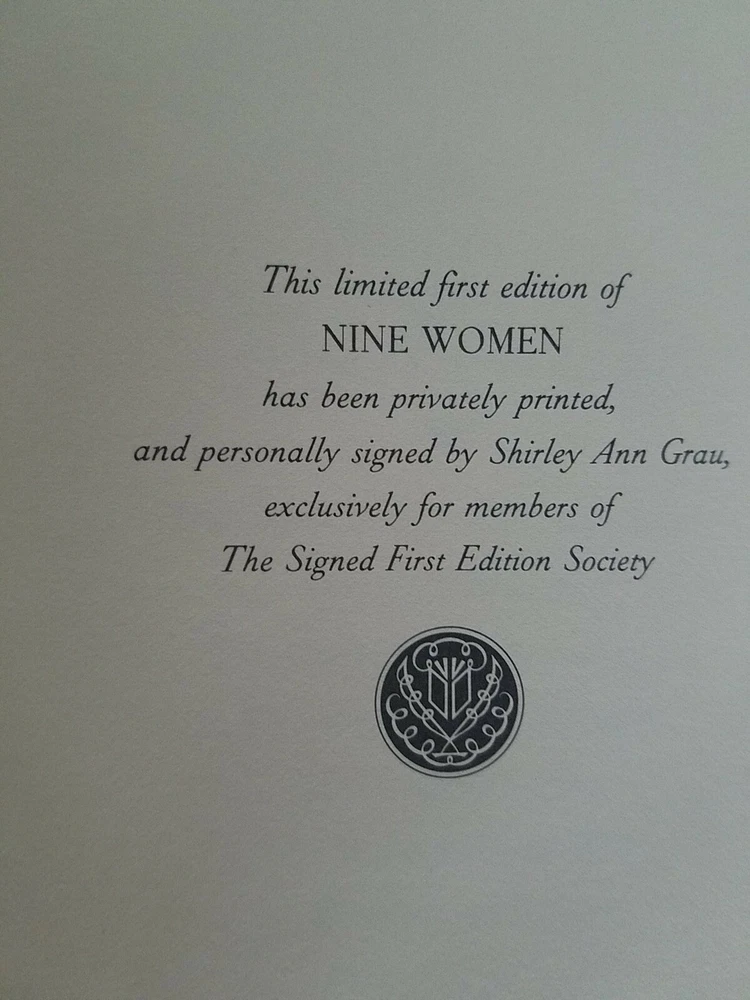 This limited first edition of
NINE WOMEN
has been privately printed,
and personally signed by Shirley Ann Grau,
exclusively for members of
The Signed First Edition Society